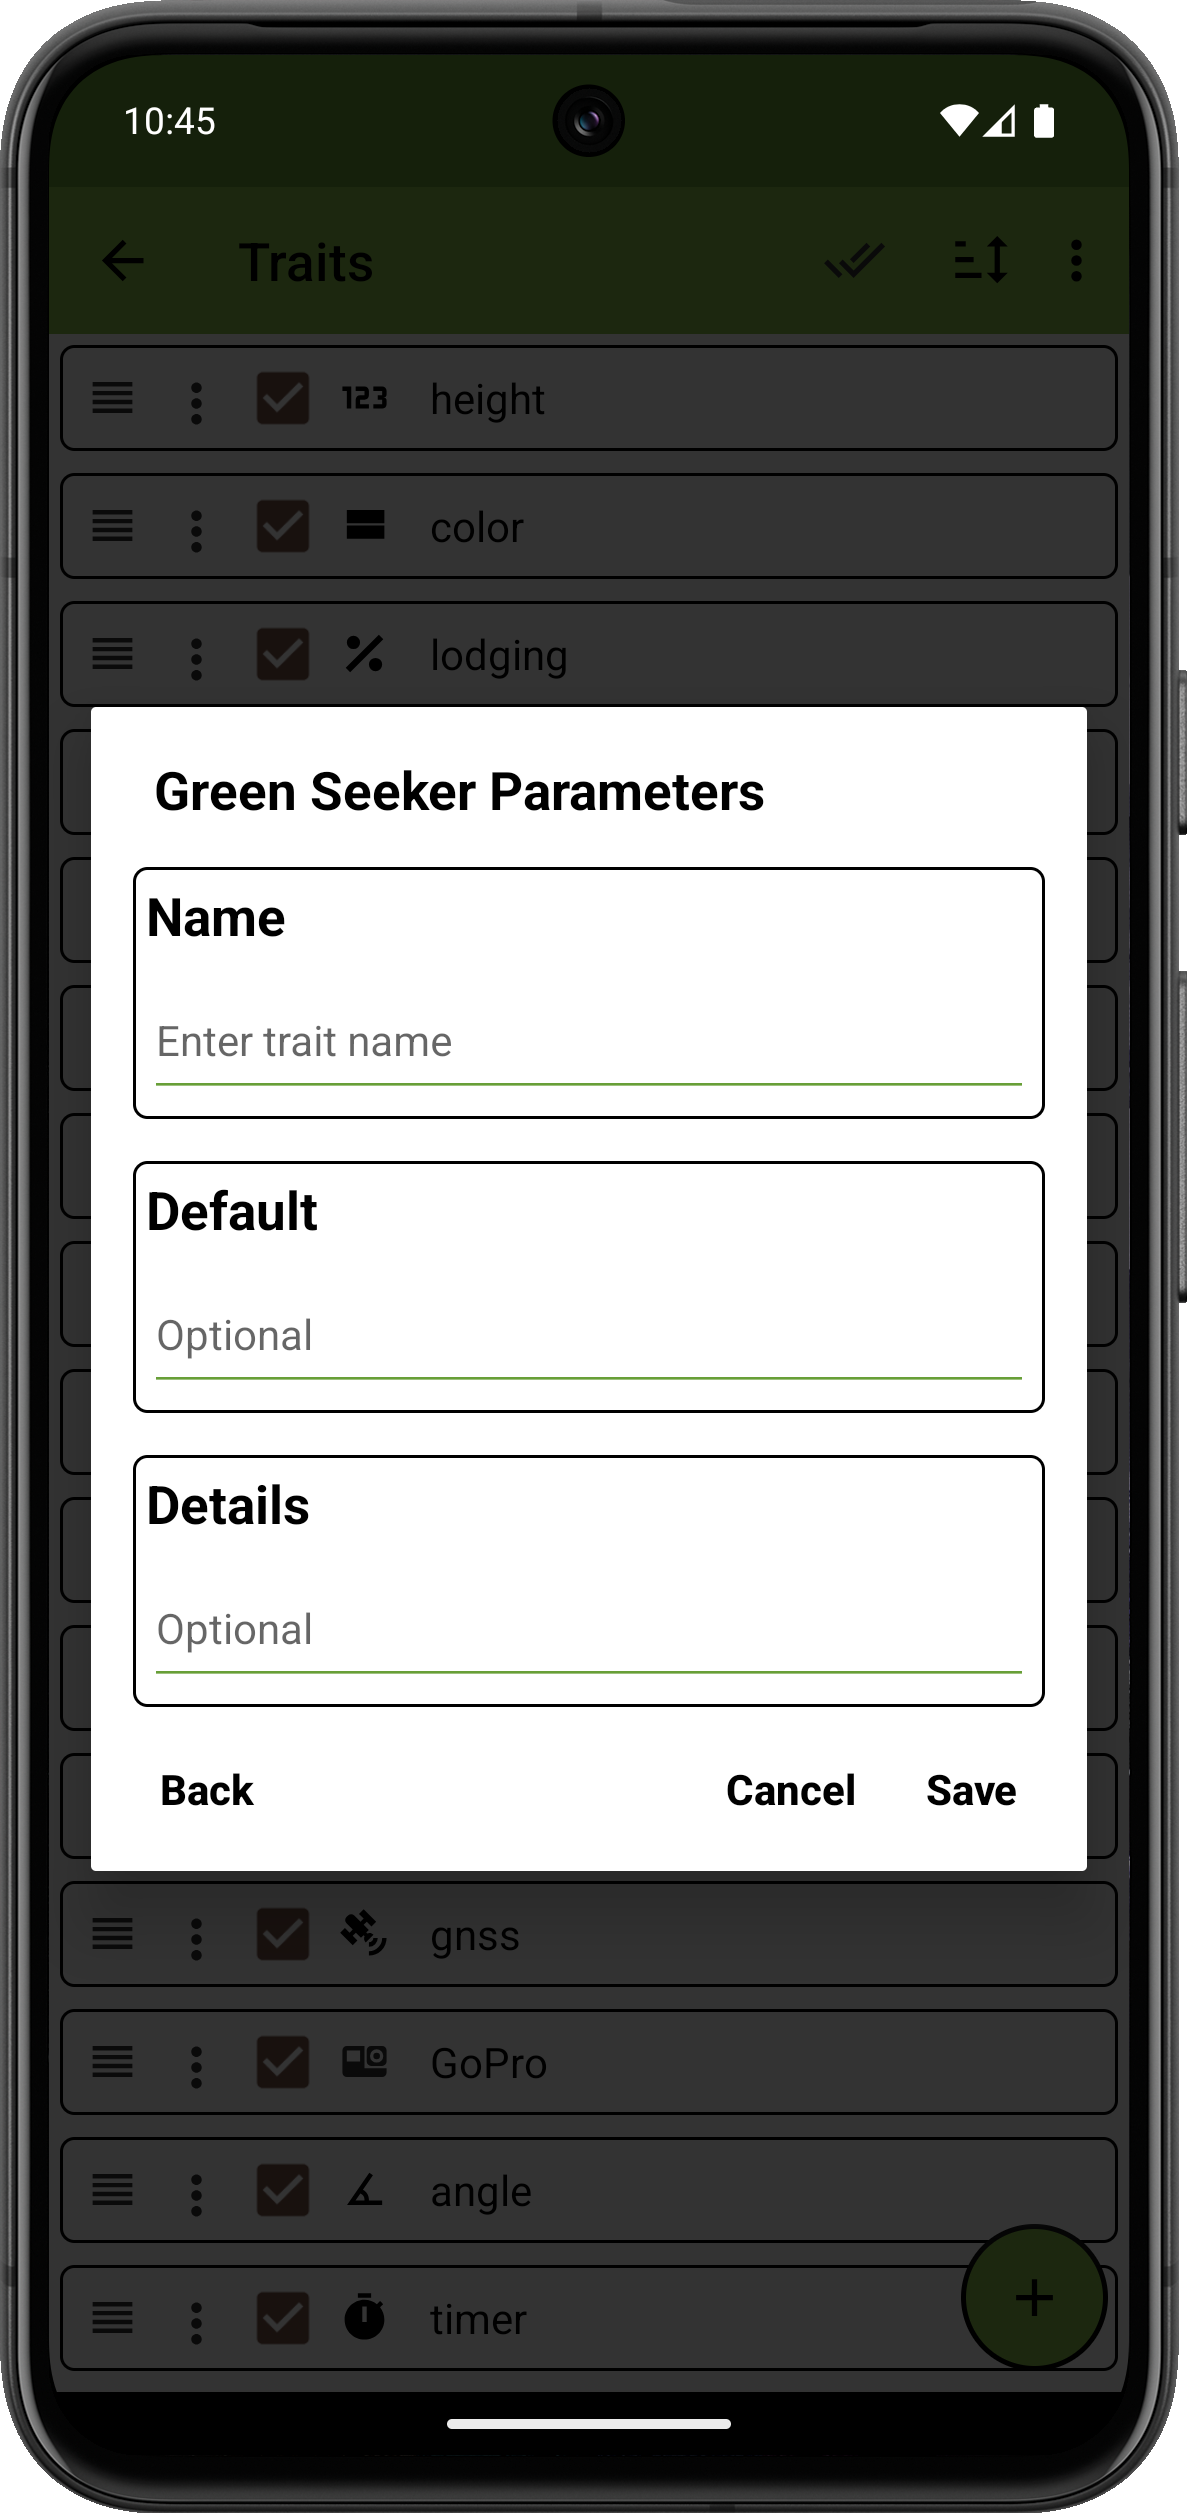 10:45
Traits
123 height
color
lodging
Green Seeker Parameters
Name
Enter trait name
Default
Optional
Details
Optional
Back Cancel Save
gnss
GoPro
angle
timer